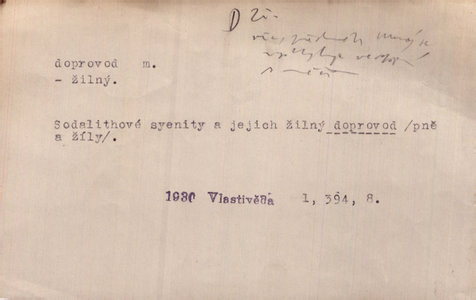 D
doprovod m.
- žilný.
Sodalithové syenity a jejich žilný doprovod /pně
a žíly/.
1930 Vlastivěda 1, 394, 8.